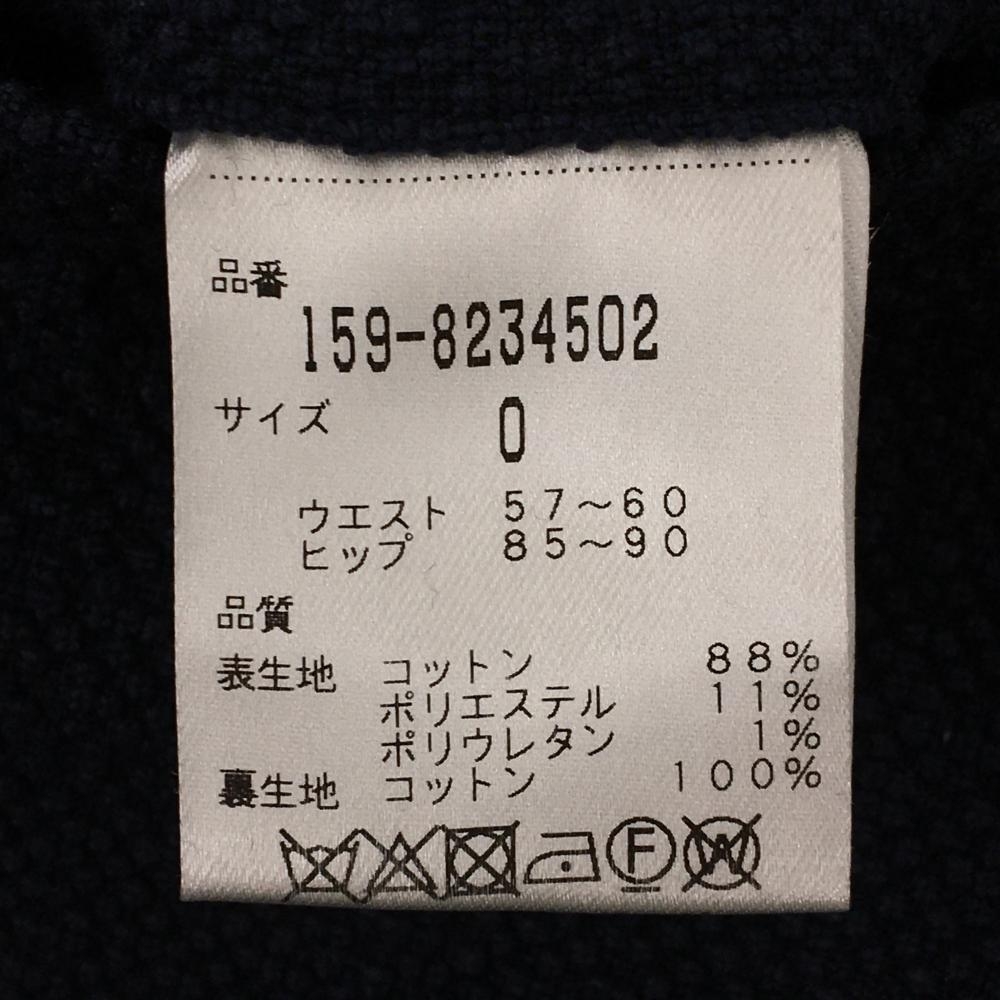 品番
159-8234502
サイズ 0
ウエスト 57～60
ヒップ 85～90
品質
表生地 コットン 88%
ポリエステル 11%
ポリウレタン 1%
裏生地 コットン 100%
F W